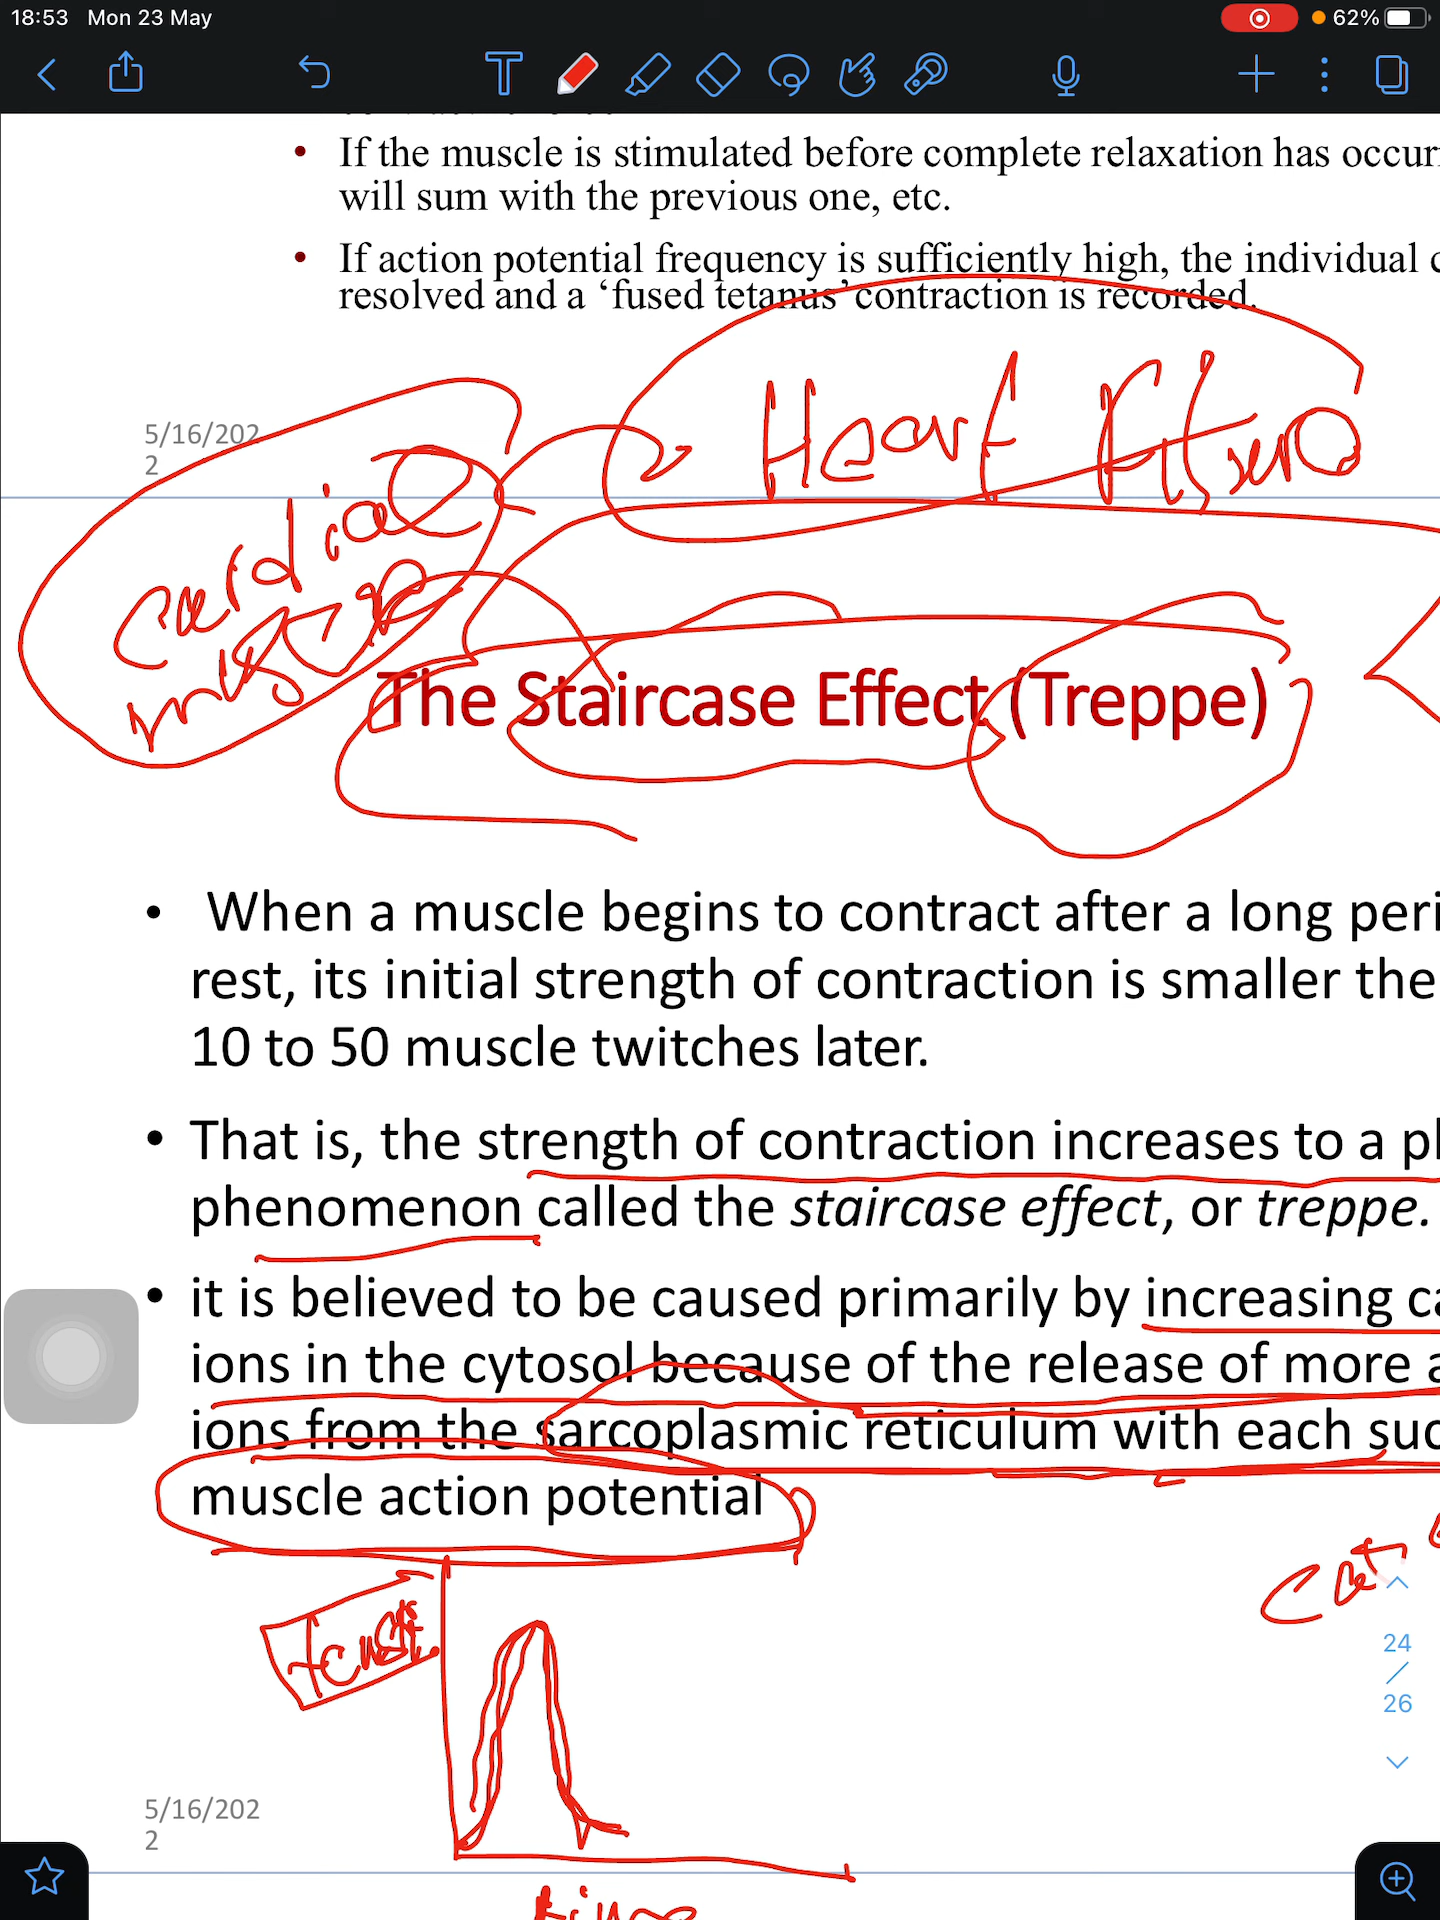 18:53 Mon 23 May
62%
• If the muscle is stimulated before complete relaxation has occur
will sum with the previous one, etc.
• If action potential frequency is sufficiently high, the individual c
resolved and a ‘fused tetanus’ contraction is recorded.
Heart
5/16/202
2
cardial
muscle
The Staircase Effect (Treppe)
• When a muscle begins to contract after a long peri
rest, its initial strength of contraction is smaller the
10 to 50 muscle twitches later.
• That is, the strength of contraction increases to a pl
phenomenon called the staircase effect, or treppe.
• it is believed to be caused primarily by increasing ca
ions in the cytosol because of the release of more a
ions from the sarcoplasmic reticulum with each suc
muscle action potential
24
/
26
5/16/202
2
time